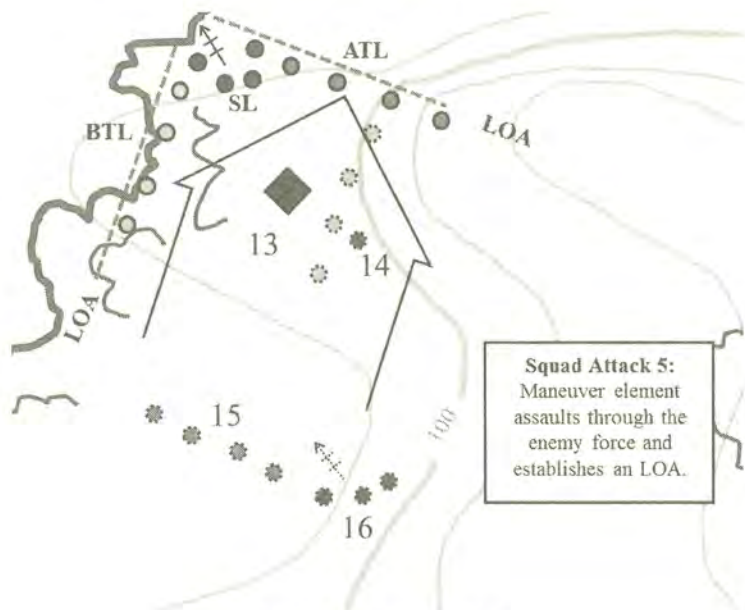 ATL
SL
LOA
BTL
13
14
LOA
15
16
100
Squad Attack 5:
Maneuver element
assaults through the
enemy force and
establishes an LOA.